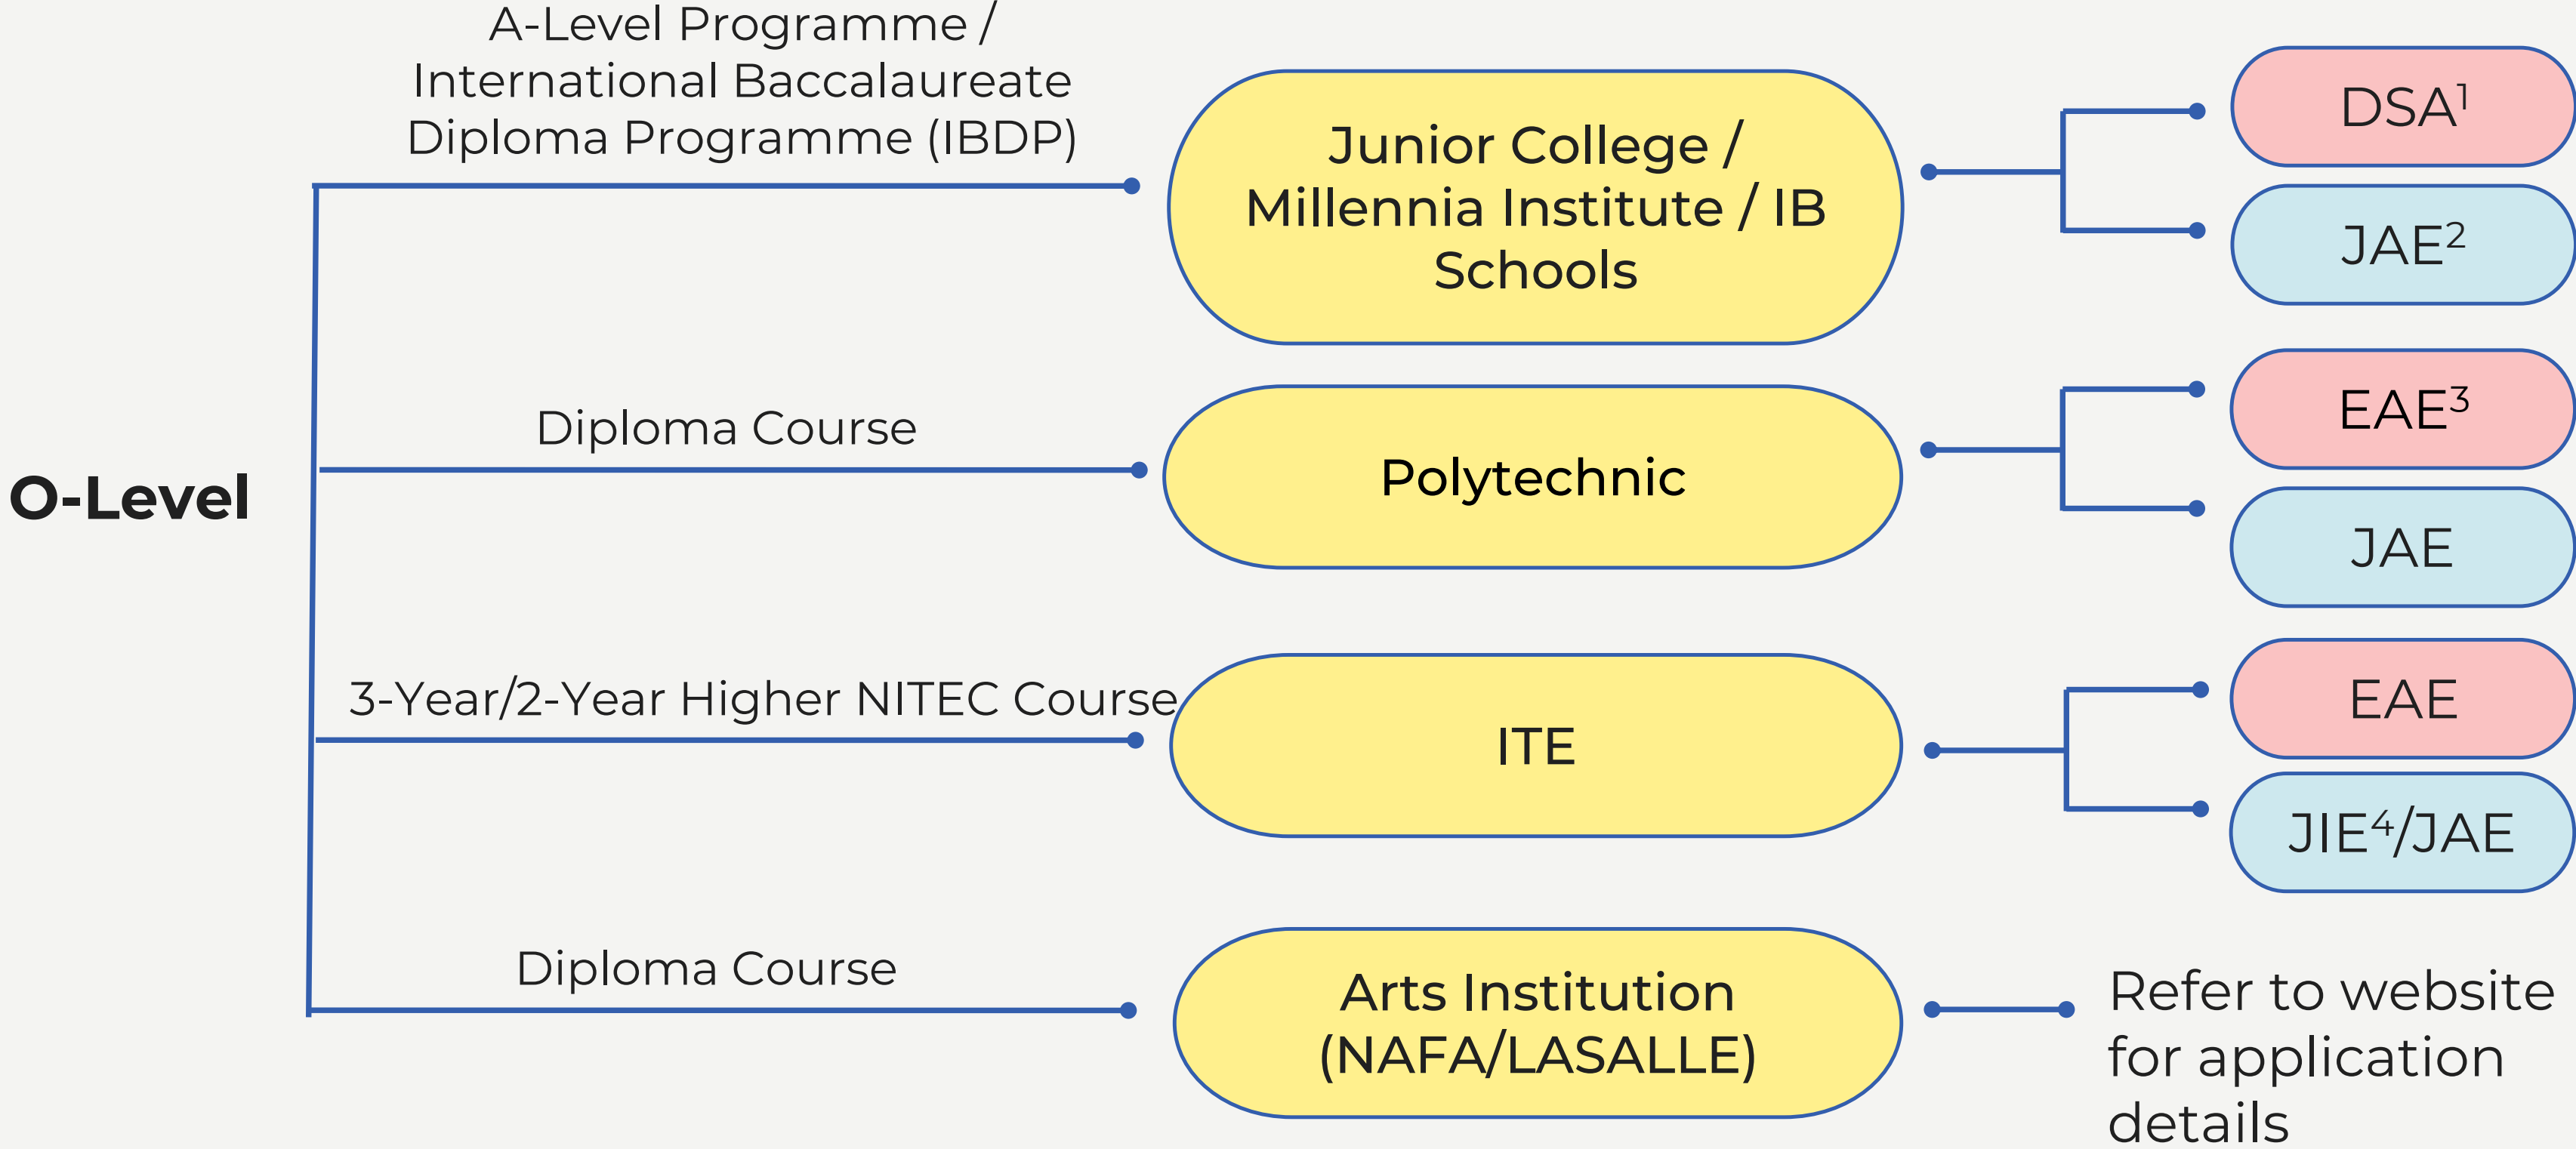 A-Level Programme /
International Baccalaureate
Diploma Programme (IBDP)
Junior College /
Millennia Institute / IB
Schools
DSA¹
JAE²
O-Level
Diploma Course
Polytechnic
EAE³
JAE
3-Year/2-Year Higher NITEC Course
ITE
EAE
JIE⁴/JAE
Diploma Course
Arts Institution
(NAFA/LASALLE)
Refer to website
for application
details